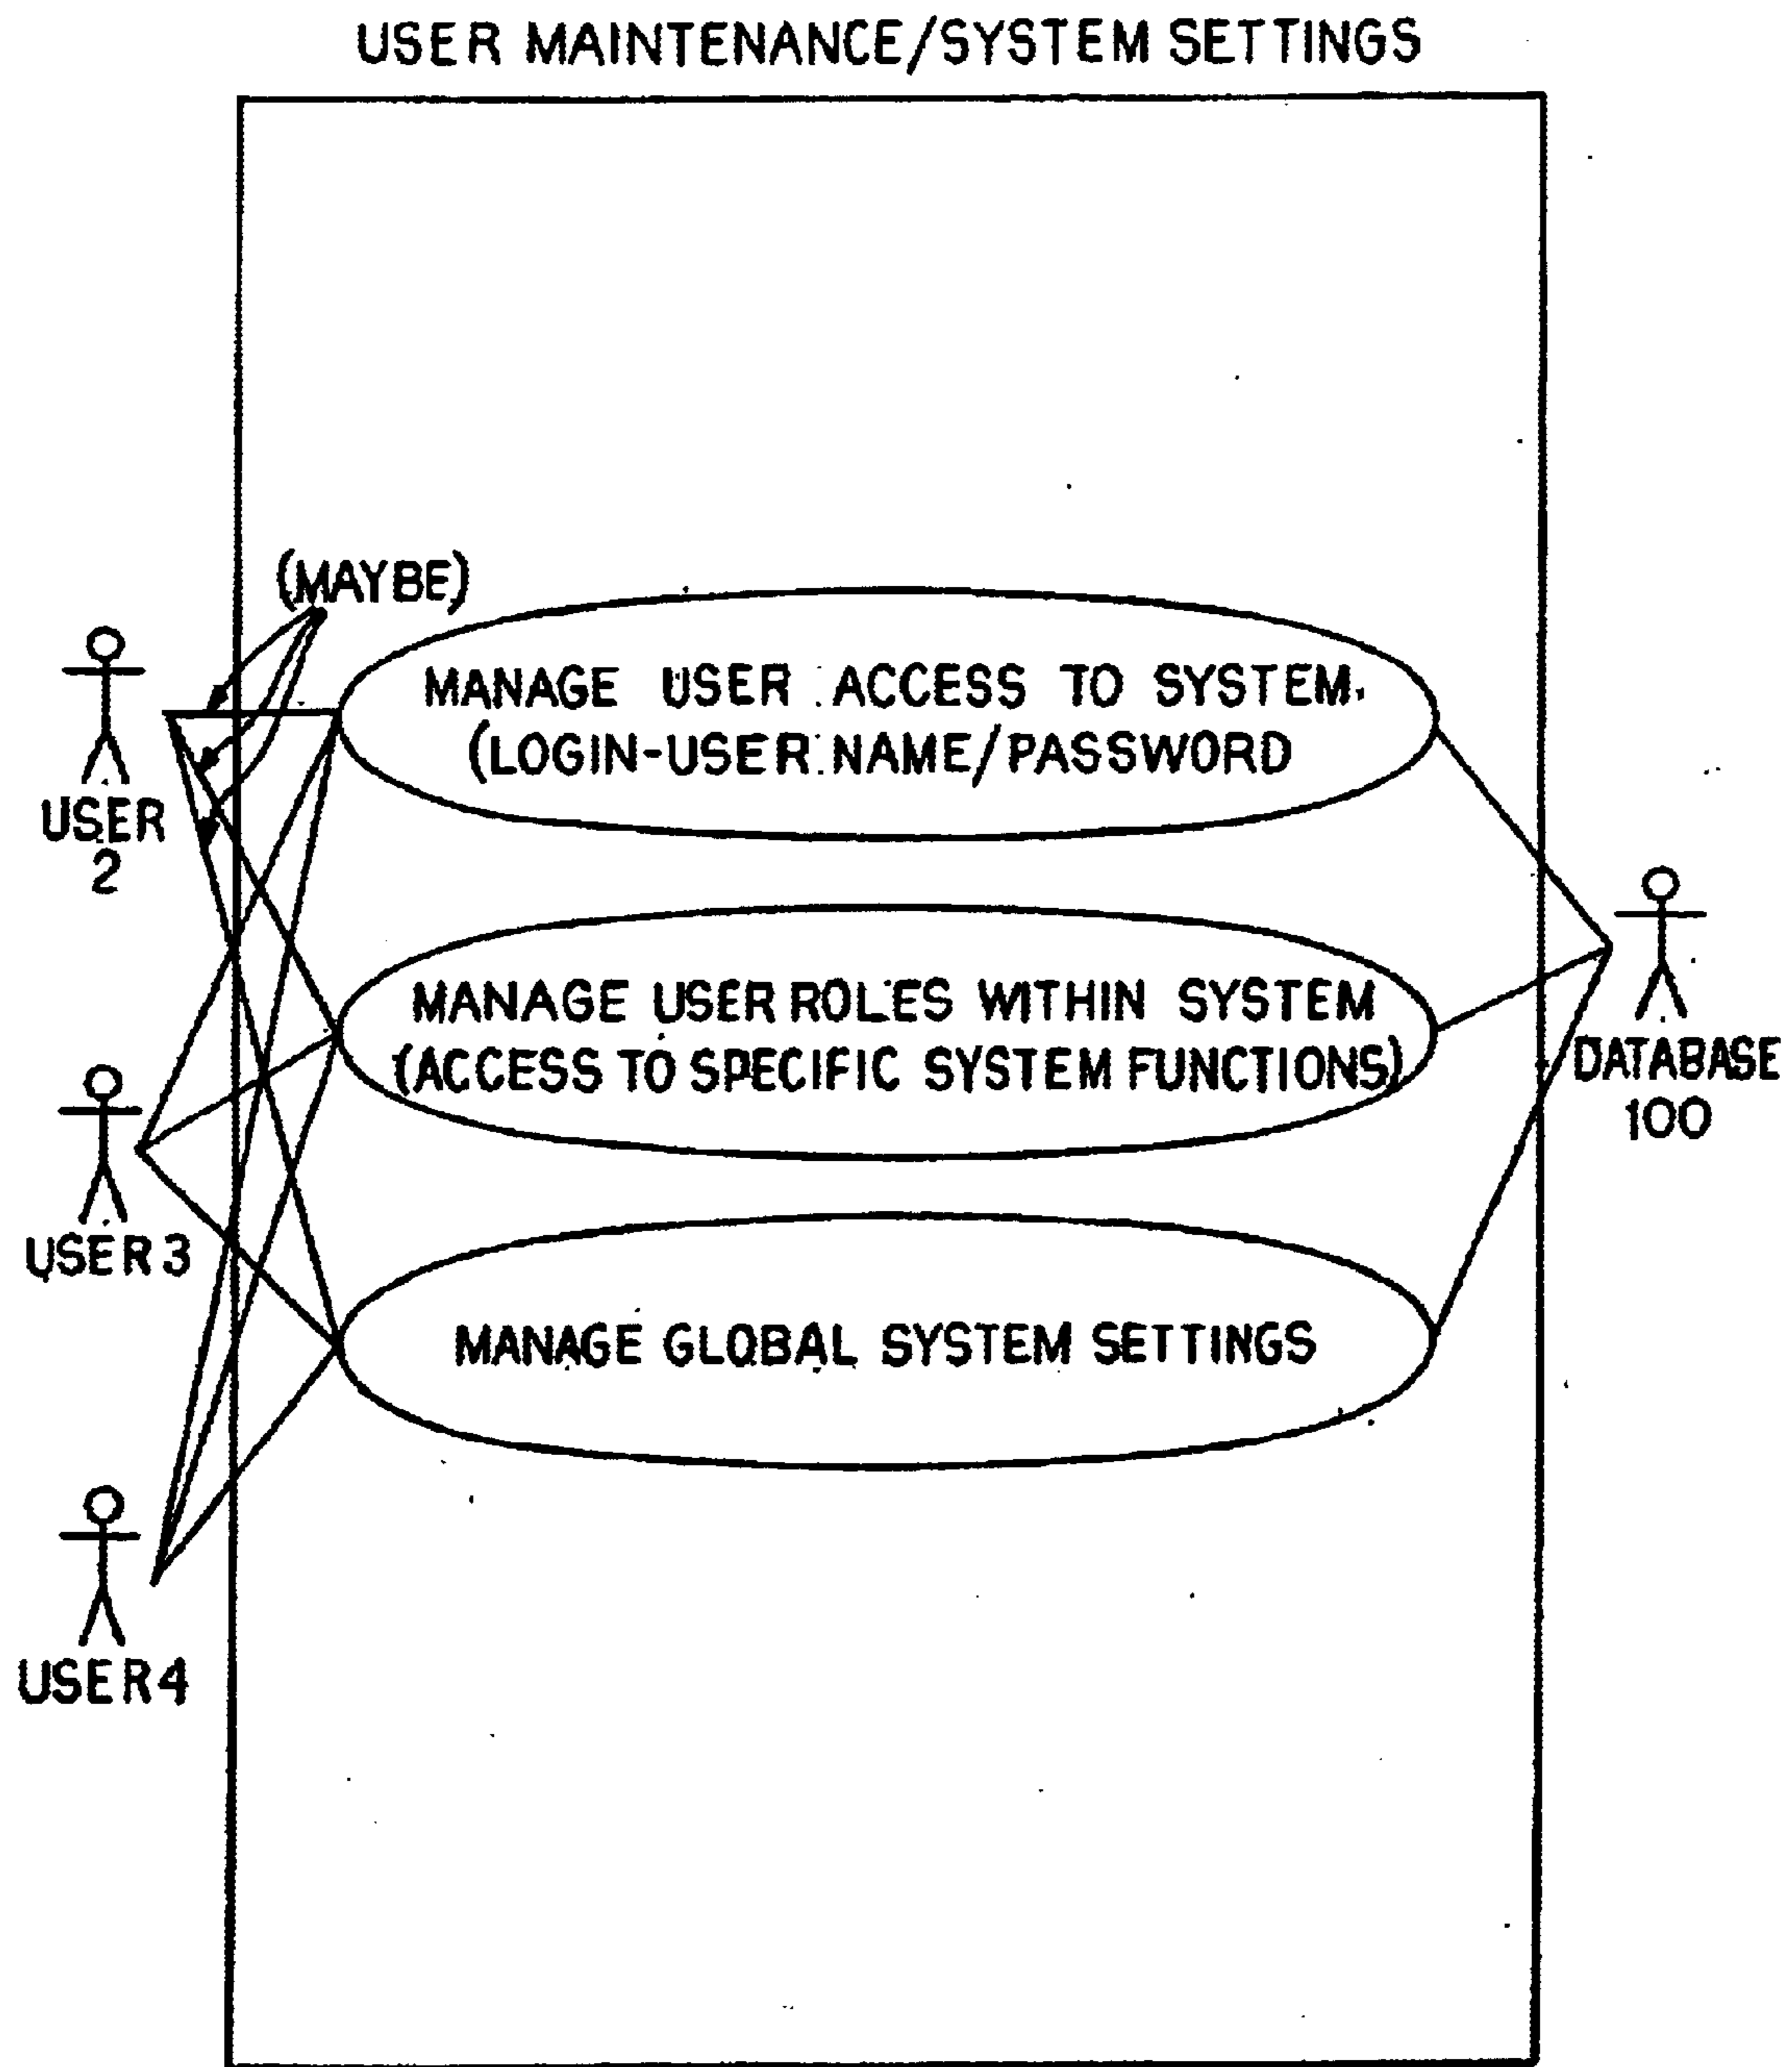 USER MAINTENANCE/SYSTEM SETTINGS
(MAYBE)
MANAGE USER ACCESS TO SYSTEM.
(LOGIN-USER NAME/PASSWORD
USER
2
MANAGE USER ROLES WITHIN SYSTEM
(ACCESS TO SPECIFIC SYSTEM FUNCTIONS)
DATABASE
100
USER 3
MANAGE GLOBAL SYSTEM SETTINGS
USER 4